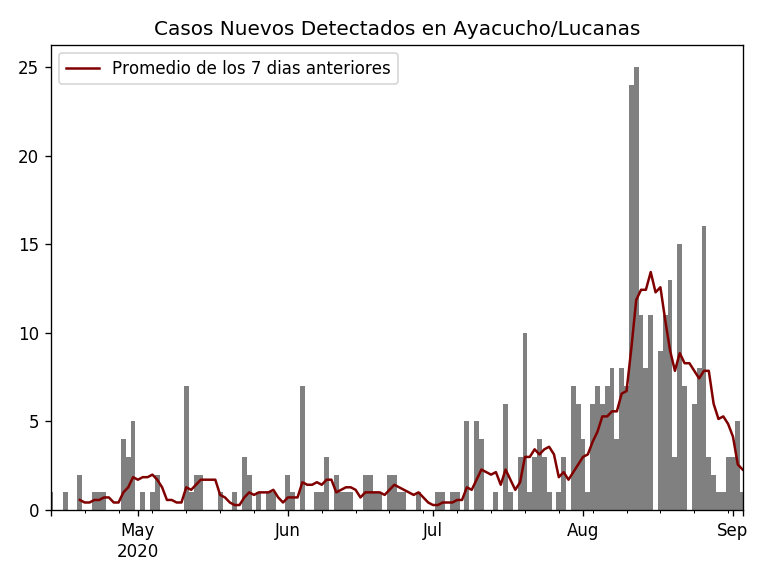 Casos Nuevos Detectados en Ayacucho/Lucanas
Promedio de los 7 dias anteriores
25
20
15
10
5
0
May
2020
Jun
Jul
Aug
Sep